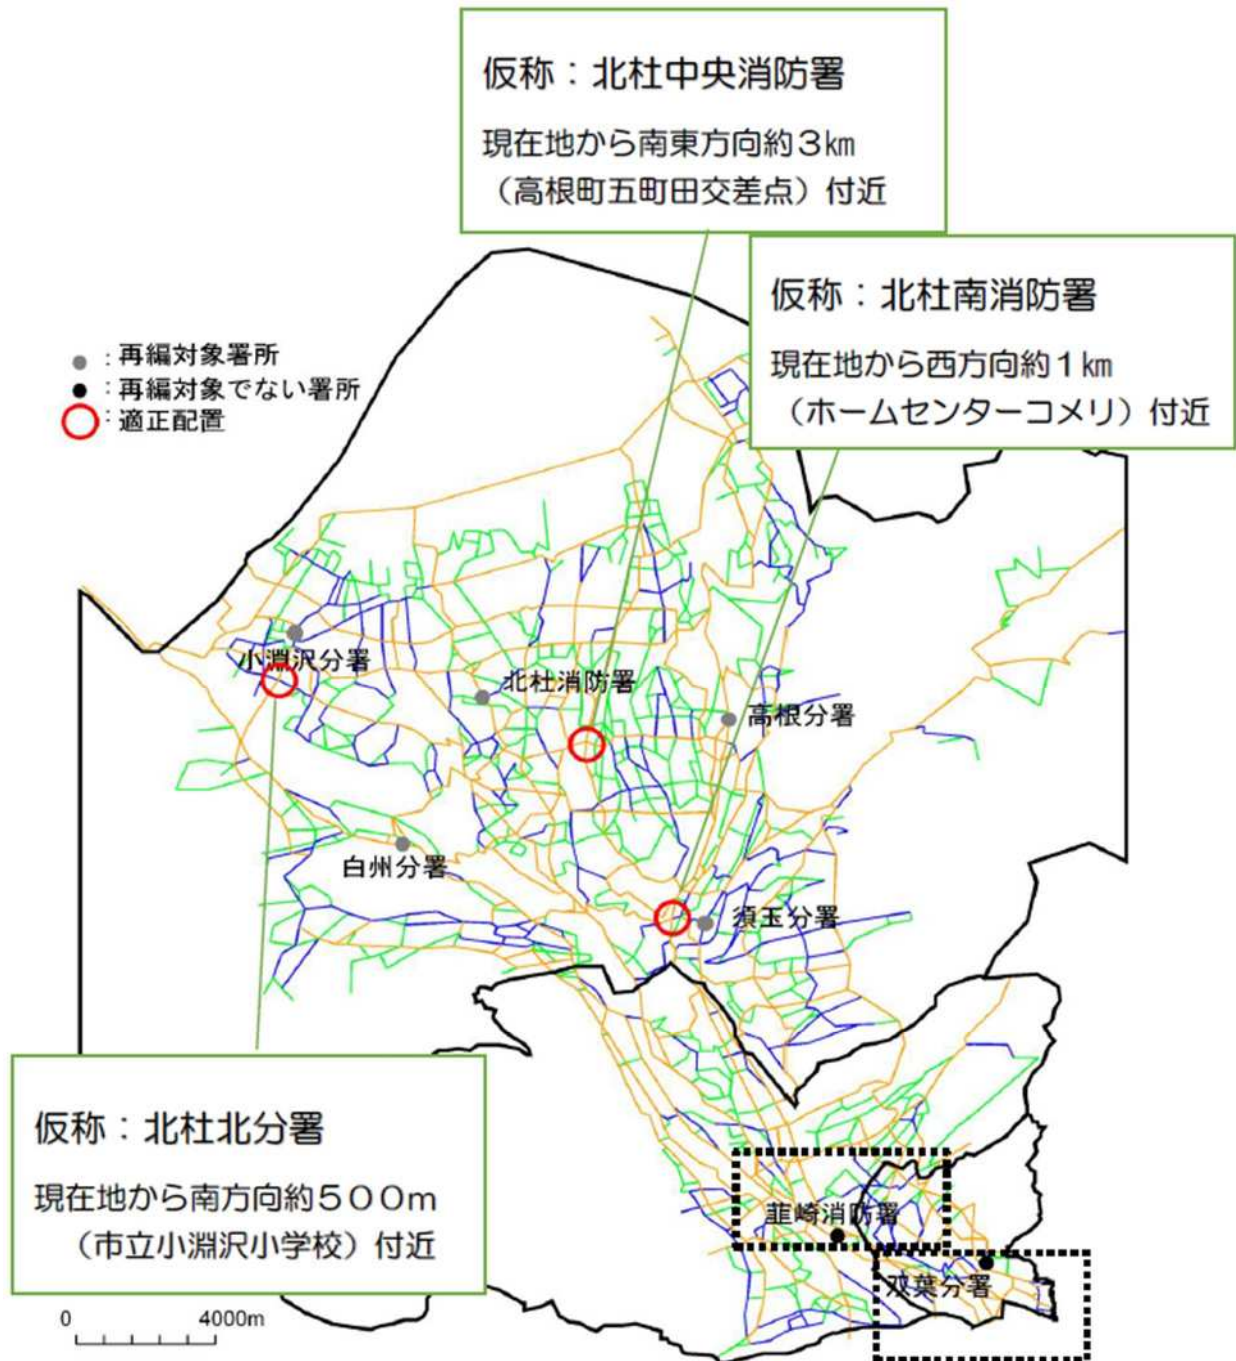 仮称：北杜中央消防署
現在地から南東方向約３㎞
（高根町五町田交差点）付近
仮称：北杜南消防署
現在地から西方向約１㎞
（ホームセンターコメリ）付近
：再編対象署所
：再編対象でない署所
：適正配置
小淵沢分署
北杜消防署
高根分署
白州分署
須玉分署
仮称：北杜北分署
現在地から南方向約５００ｍ
（市立小淵沢小学校）付近
韮崎消防署
双葉分署
0 4000m